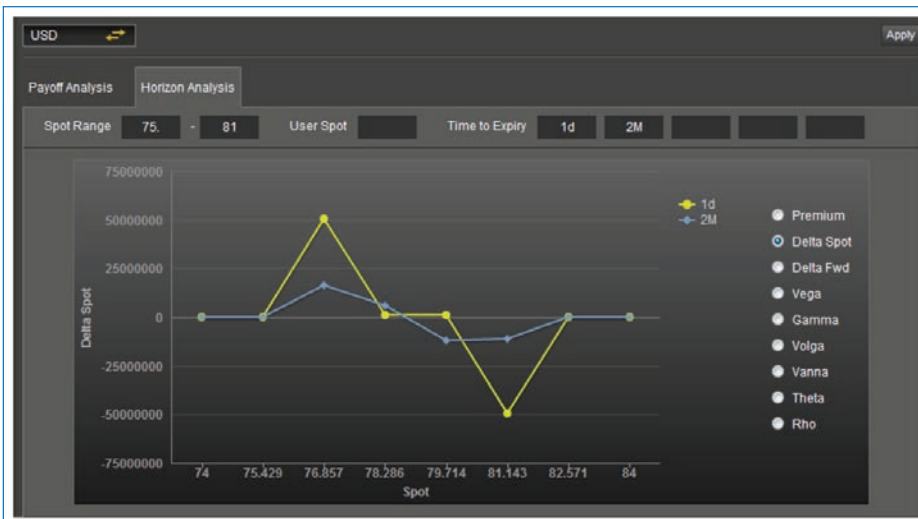 USD
Apply
Payoff Analysis Horizon Analysis
Spot Range 75. - 81 User Spot Time to Expiry 1d 2M
75000000
50000000
25000000
0
-25000000
-50000000
-75000000
Delta Spot
74 75.429 76.857 78.286 79.714 81.143 82.571 84
Spot
1d
2M
Premium
Delta Spot
Delta Fwd
Vega
Gamma
Volga
Vanna
Theta
Rho